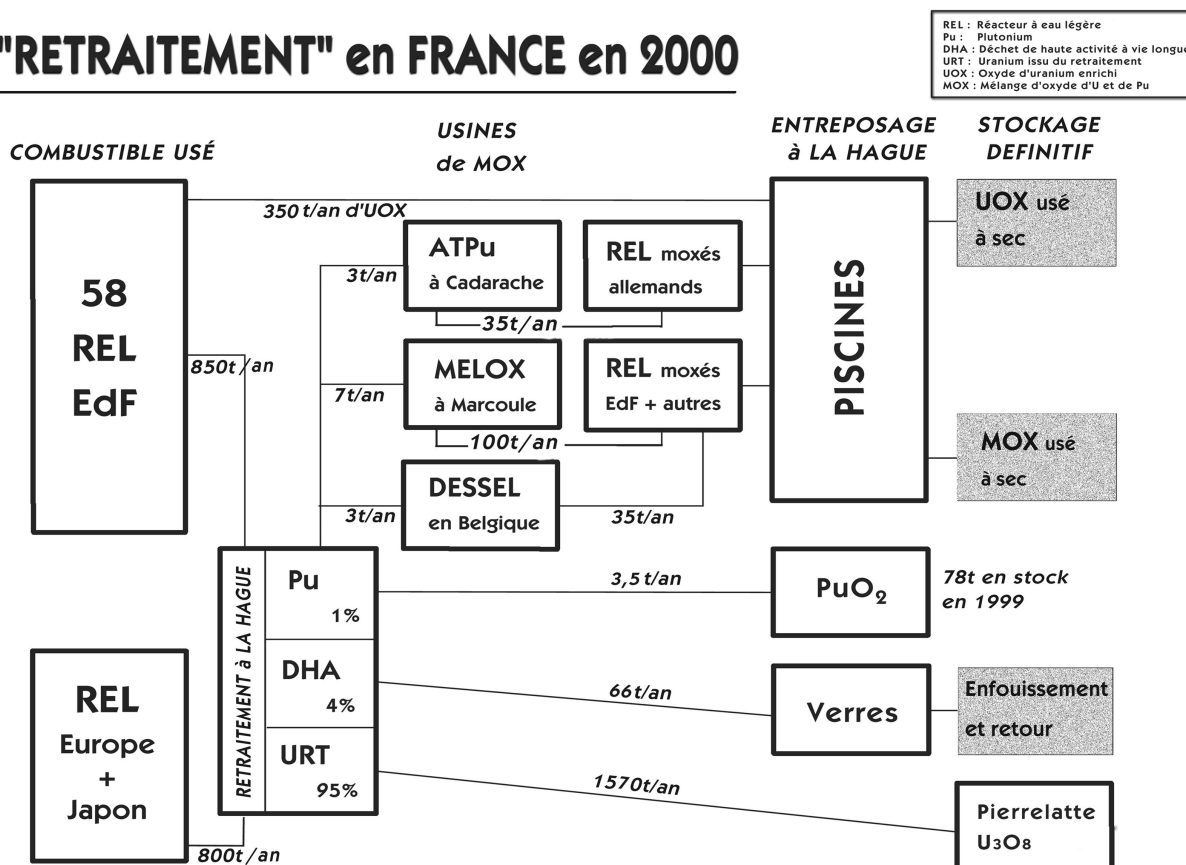 "RETRAITEMENT" en FRANCE en 2000
REL : Réacteur à eau légère
Pu : Plutonium
DHA : Déchet de haute activité à vie longue
URT : Uranium issu du retraitement
UOX : Oxyde d'uranium enrichi
MOX : Mélange d'oxyde d'U et de Pu
COMBUSTIBLE USÉ
USINES
de MOX
ENTREPOSAGE
à LA HAGUE
STOCKAGE
DEFINITIF
58
REL
EdF
350 t/an d'UOX
850t/an
3t/an
ATPu
à Cadarache
REL moxés
allemands
35t/an
7t/an
MELOX
à Marcoule
REL moxés
EdF + autres
100t/an
3t/an
DESSEL
en Belgique
35t/an
PISCINES
UOX usé
à sec
MOX usé
à sec
RETRAITEMENT à LA HAGUE
Pu
1%
DHA
4%
URT
95%
3,5 t/an
PuO2
78t en stock
en 1999
66t/an
Verres
Enfouissement
et retour
1570t/an
Pierrelatte
U3O8
REL
Europe
+
Japon
800t/an